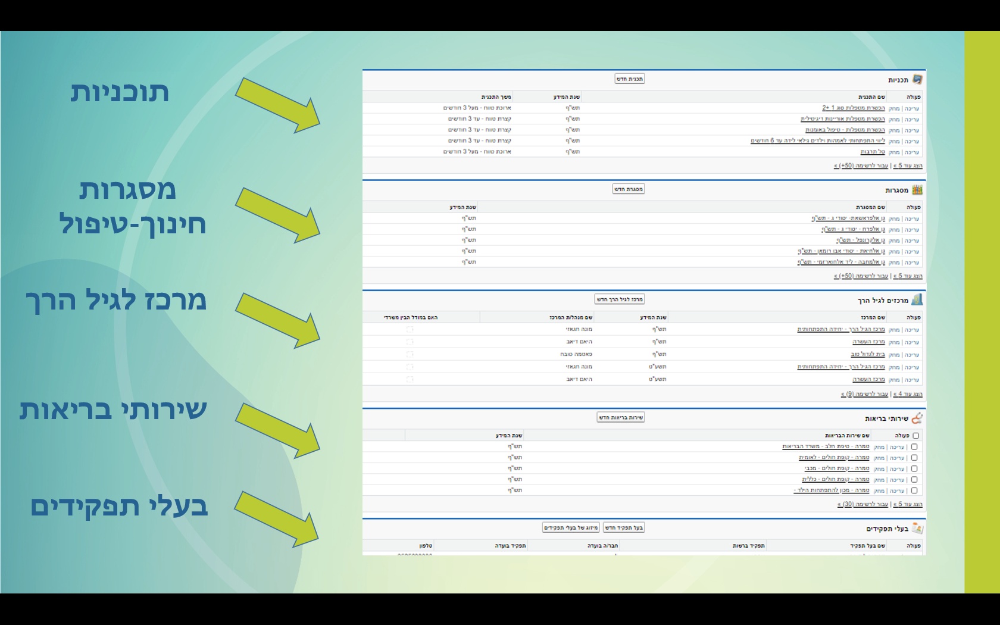 תוכניות
מסגרות
חינוך-טיפול
מרכז לגיל הרך
שירותי בריאות
בעלי תפקידים
תכניות
תכנית חדש
פעולה שם התכנית שנת המידע משך התכנית
עריכה | מחק הכשרת מטפלות סוג 1 +2 תש"ף ארוכת טווח - מעל 3 חודשים
עריכה | מחק הכשרת מטפלות אוריינות דיגיטלית תש"ף קצרת טווח - עד 3 חודשים
עריכה | מחק הכשרת מטפלות - טיפול באומנות תש"ף קצרת טווח - עד 3 חודשים
עריכה | מחק ליווי התפתחותי לאמהות וילדים גילאי לידה עד 6 חודשים תש"ף קצרת טווח - עד 3 חודשים
עריכה | מחק סל תרבות תש"ף ארוכת טווח - מעל 3 חודשים
הצג עוד 5 » | עבור לרשימה (50+) »
מסגרות
מסגרת חדש
פעולה שם המסגרת שנת המידע
עריכה | מחק גן אלפראשאת- יסודי ג - תש"ף תש"ף
עריכה | מחק גן אלפרח - יסודי ג - תש"ף תש"ף
עריכה | מחק גן אלקרונפל - תש"ף תש"ף
עריכה | מחק גן אלחיאת - יסודי אבו רומאן - תש"ף תש"ף
עריכה | מחק גן אלמחבה - ליד אלחוארזמי - תש"ף תש"ף
הצג עוד 5 » | עבור לרשימה (50+) »
מרכזים לגיל הרך
מרכז לגיל הרך חדש
פעולה שם המרכז שנת המידע שם מנהל/ת המרכז האם במודל הבין משרדי
עריכה | מחק מרכז הגיל הרך - יחידה התפתחותית תש"ף מונה חגאזי
עריכה | מחק מרכז העשרה תש"ף היאם דיאב
עריכה | מחק בית לגדול טוב תש"ף פאטמה סובח
עריכה | מחק מרכז הגיל הרך - יחידה התפתחותית תשע"ט מונה חגאזי
עריכה | מחק מרכז העשרה תשע"ט היאם דיאב
הצג עוד 4 » | עבור לרשימה (9) »
שירותי בריאות
שירות בריאות חדש
פעולה שם שירות הבריאות שנת המידע
| עריכה | מחק טמרה - טיפת חלב - משרד הבריאות תש"ף
| עריכה | מחק טמרה - קופת חולים - לאומית תש"ף
| עריכה | מחק טמרה - קופת חולים - מכבי תש"ף
| עריכה | מחק טמרה - קופת חולים - כללית תש"ף
| עריכה | מחק טמרה - מכון להתפתחות הילד - תש"ף
הצג עוד 5 » | עבור לרשימה (30) »
בעלי תפקידים
בעל תפקיד חדש מיזוג של בעלי תפקידים
פעולה שם בעל תפקיד תפקיד ברשות חבר/ה בועדה תפקיד בועדה טלפון